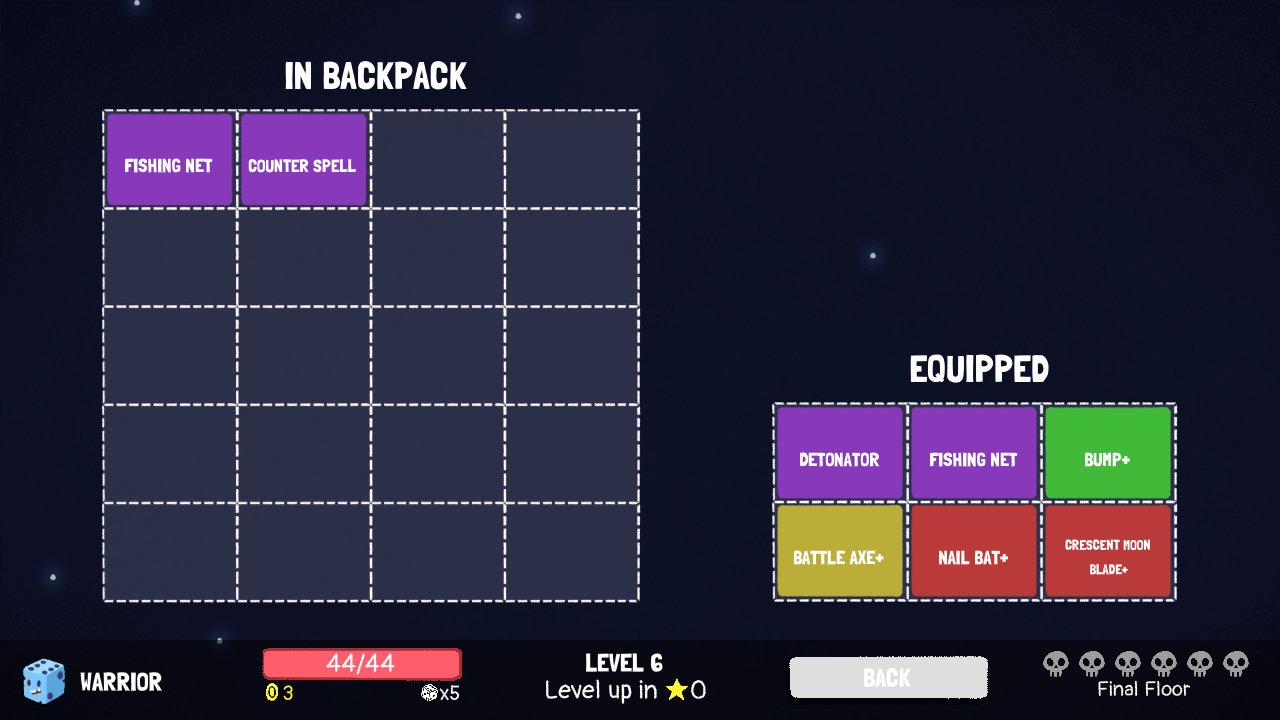 IN BACKPACK
FISHING NET
COUNTER SPELL
EQUIPPED
DETONATOR
FISHING NET
BUMP+
BATTLE AXE+
NAIL BAT+
CRESCENT MOON
BLADE+
WARRIOR
44/44
3
x5
LEVEL 6
Level up in 0
BACK
Final Floor